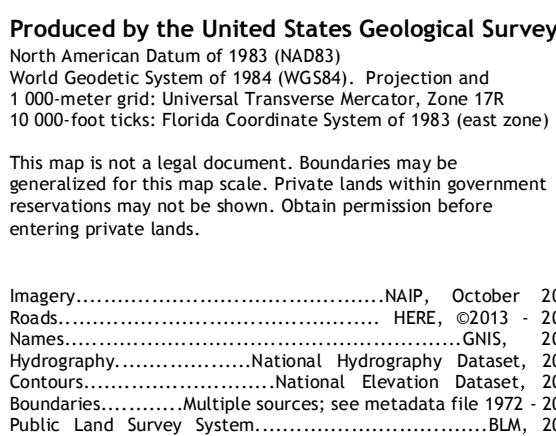 Produced by the United States Geological Survey
North American Datum of 1983 (NAD83)
World Geodetic System of 1984 (WGS84). Projection and
1 000-meter grid: Universal Transverse Mercator, Zone 17R
10 000-foot ticks: Florida Coordinate System of 1983 (east zone)
This map is not a legal document. Boundaries may be
generalized for this map scale. Private lands within government
reservations may not be shown. Obtain permission before
entering private lands.
Imagery.............................................NAIP, October
Roads............................................... HERE, ©2013 -
Names..........................................................GNIS,
Hydrography....................National Hydrography Dataset,
Contours............................National Elevation Dataset,
Boundaries............Multiple sources; see metadata file 1972 -
Public Land Survey System..................................BLM,